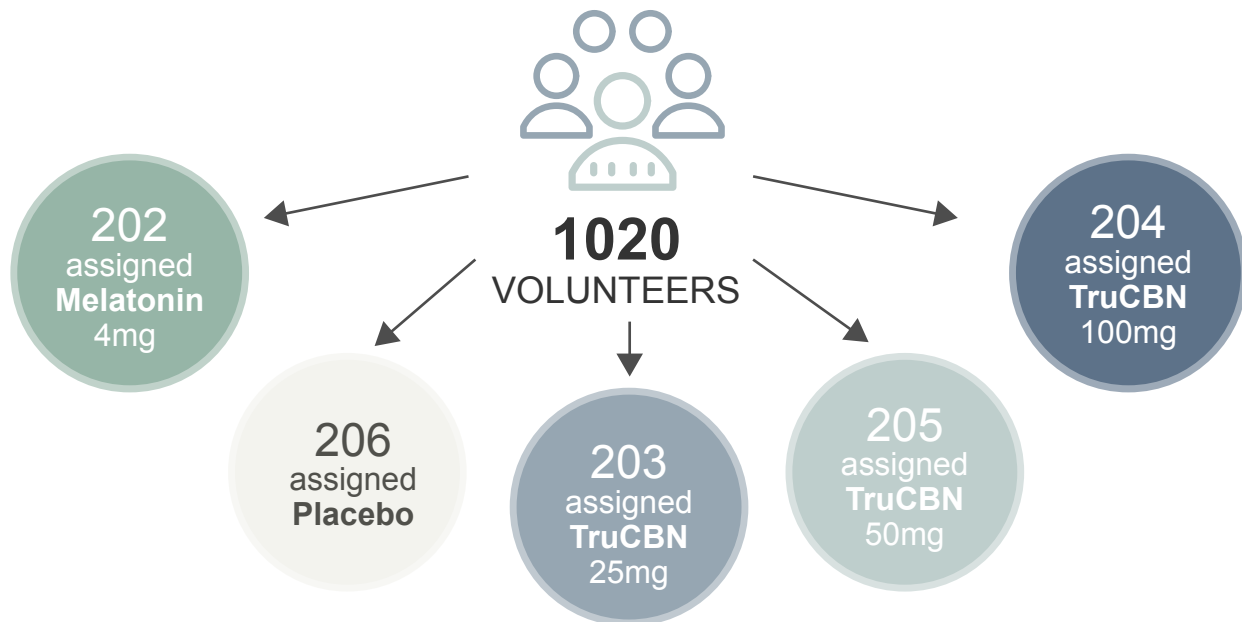 1020
VOLUNTEERS
202
assigned
Melatonin
4mg
206
assigned
Placebo
203
assigned
TruCBN
25mg
205
assigned
TruCBN
50mg
204
assigned
TruCBN
100mg